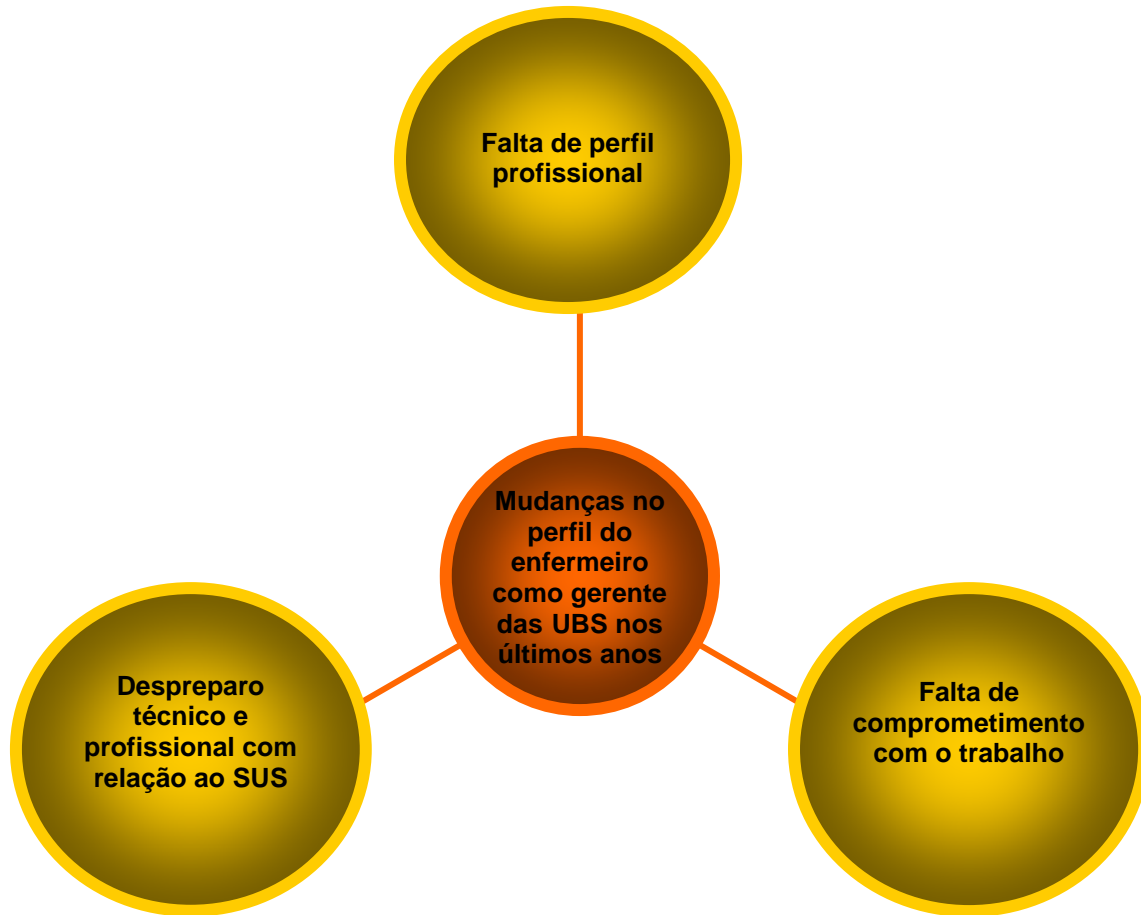 Falta de perfil
profissional
Mudanças no
perfil do
enfermeiro
como gerente
das UBS nos
últimos anos
Despreparo
técnico e
profissional com
relação ao SUS
Falta de
comprometimento
com o trabalho